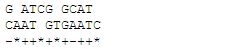 G ATCG GCAT
CAAT GTGAATC
-*++*+*+-++*